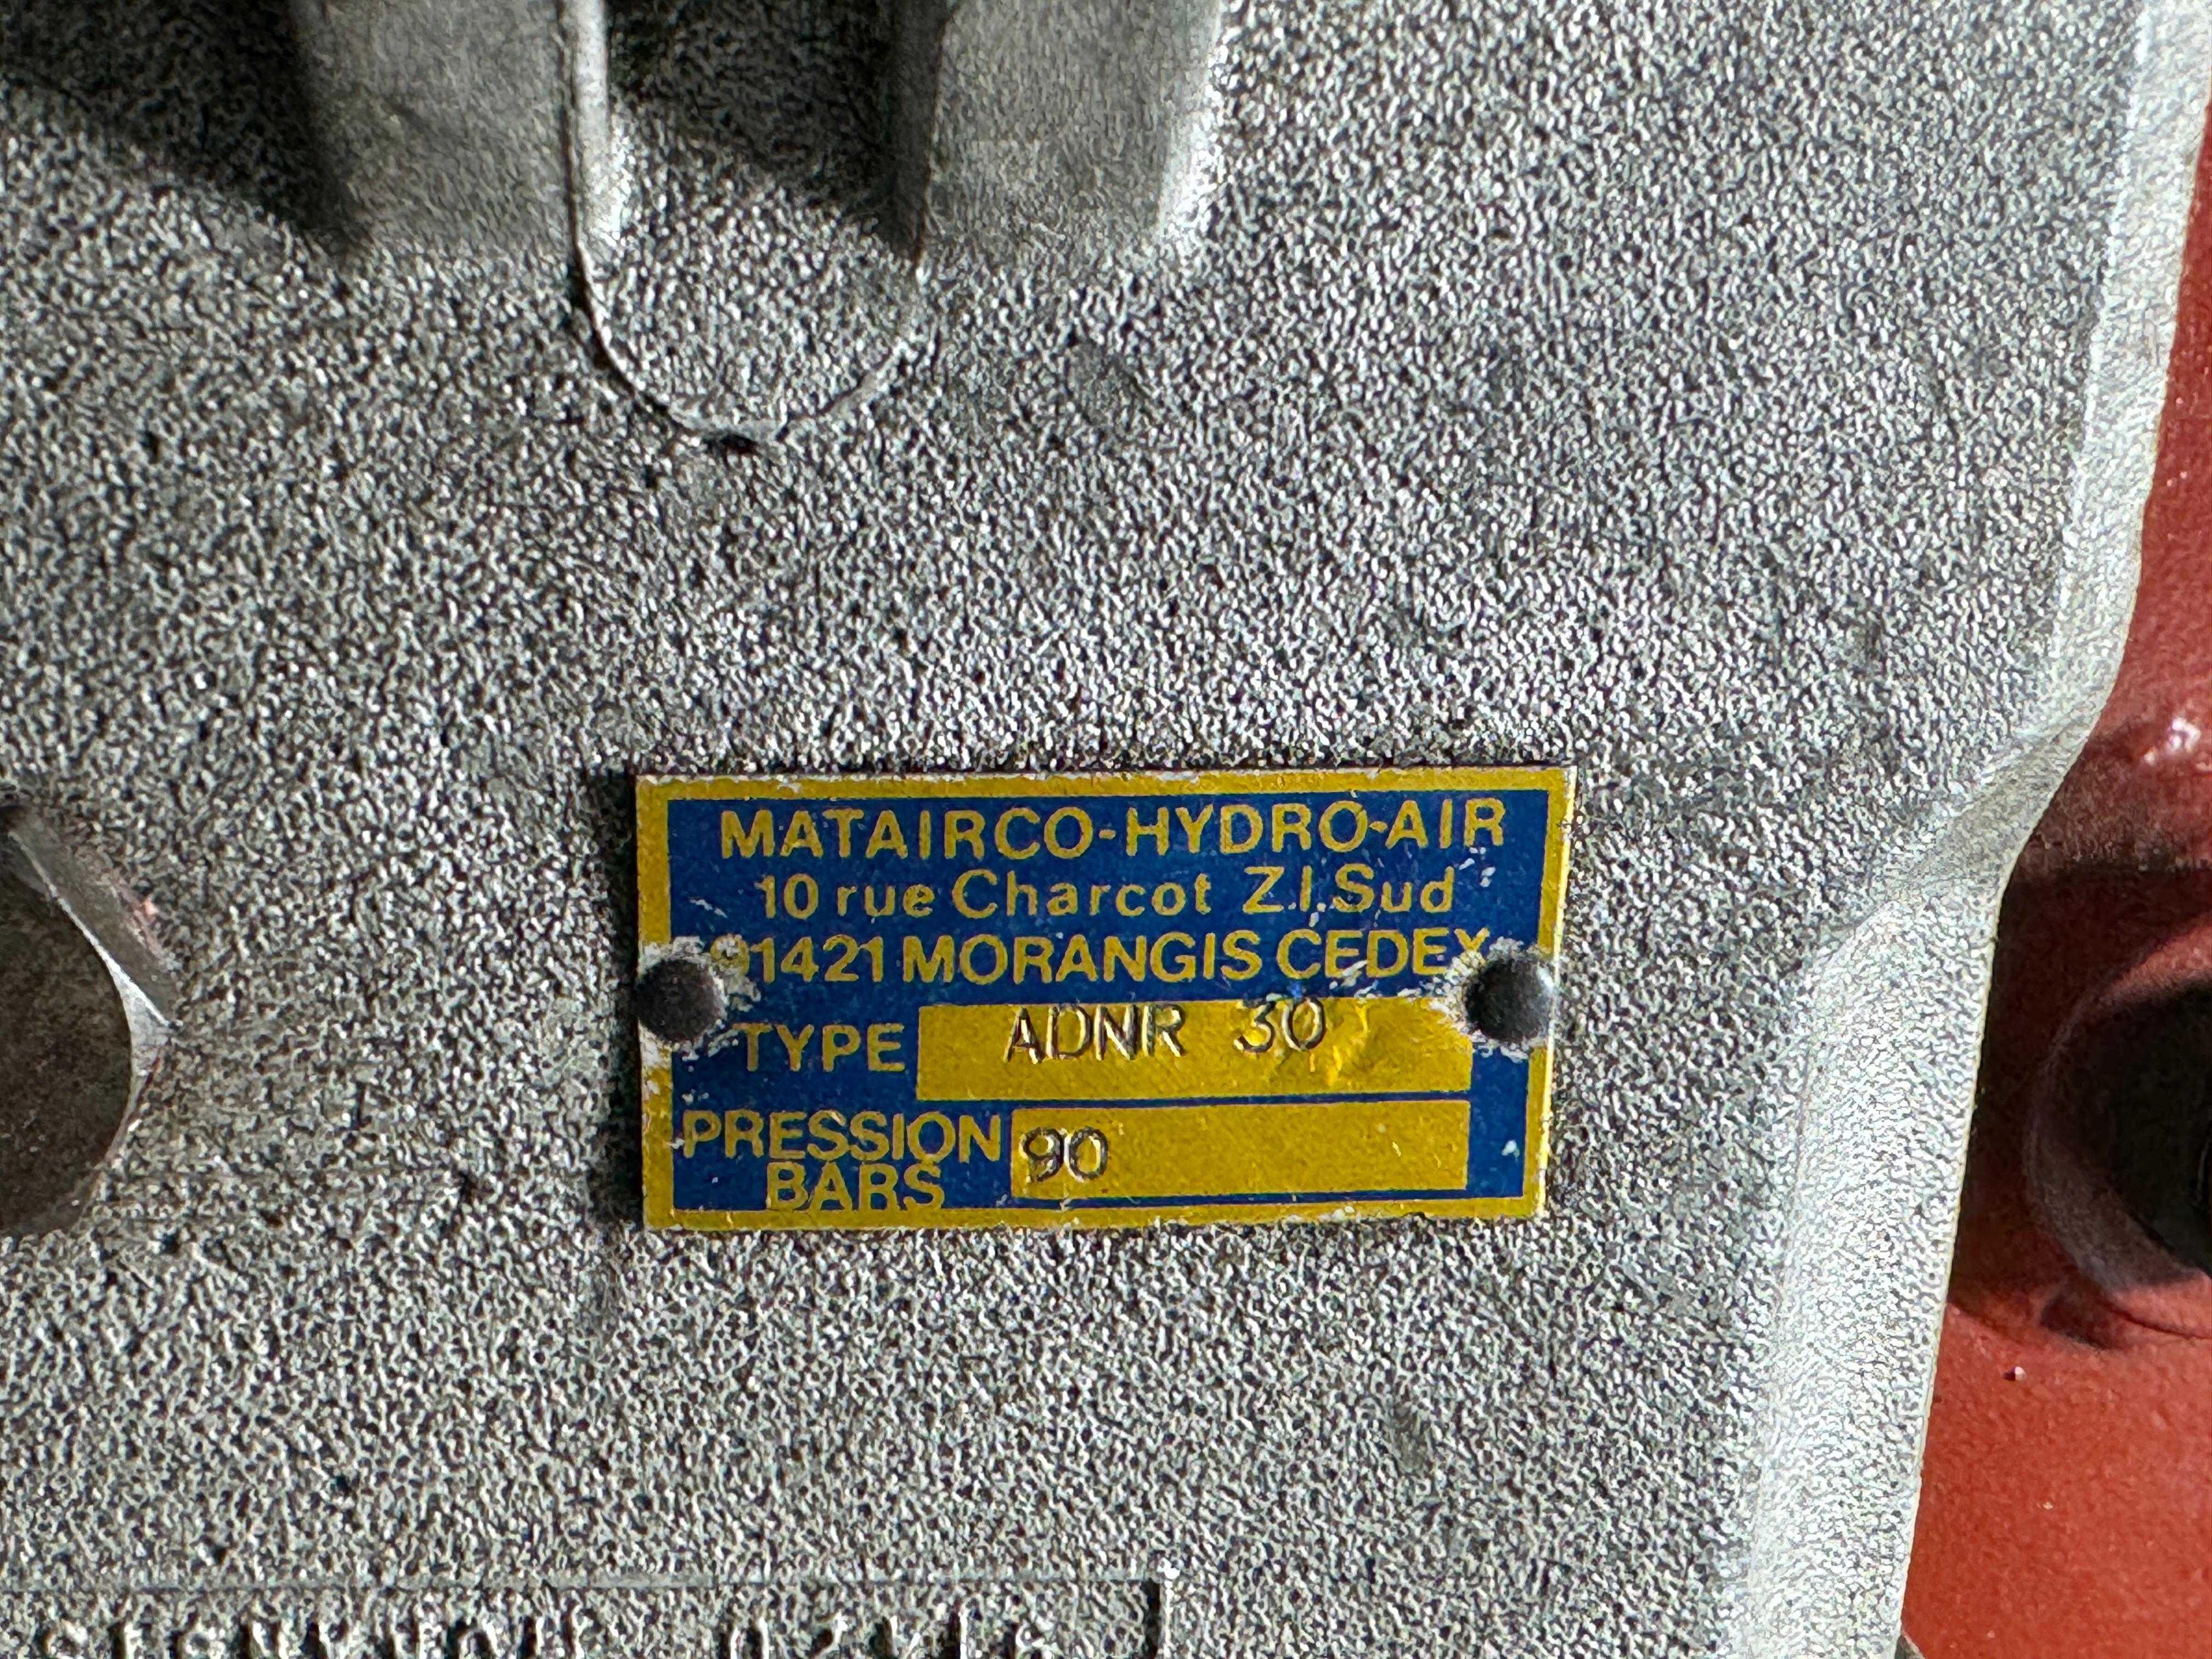 MATAIRCO-HYDRO-AIR
10 rue Charcot Z.I.Sud
91421 MORANGIS CEDEX
TYPE ADNR 30
PRESSION 90
BARS